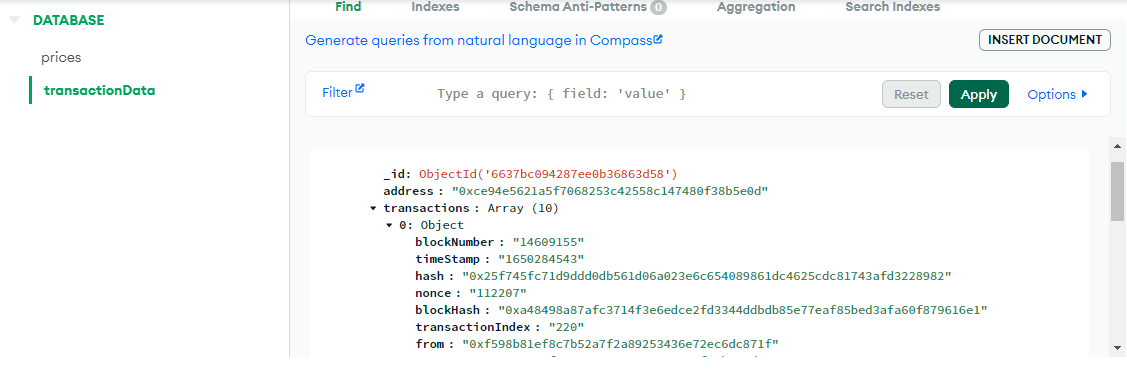 Find Indexes Schema Anti-Patterns 0 Aggregation Search Indexes
DATABASE
prices
transactionData
Generate queries from natural language in Compass
INSERT DOCUMENT
Filter
Type a query: { field: 'value' }
Reset
Apply
Options
_id: ObjectId('6637bc094287ee0b36863d58')
address : "0xce94e5621a5f7068253c42558c147480f38b5e0d"
transactions : Array (10)
0: Object
blockNumber : "14609155"
timeStamp : "1650284543"
hash : "0x25f745fc71d9ddd0db561d06a023e6c654089861dc4625cdc81743afd3228982"
nonce : "112207"
blockHash : "0xa48498a87afc3714f3e6edce2fd3344ddbdb85e77eaf85bed3afa60f879616e1"
transactionIndex : "220"
from : "0xf598b81ef8c7b52a7f2a89253436e72ec6dc871f"